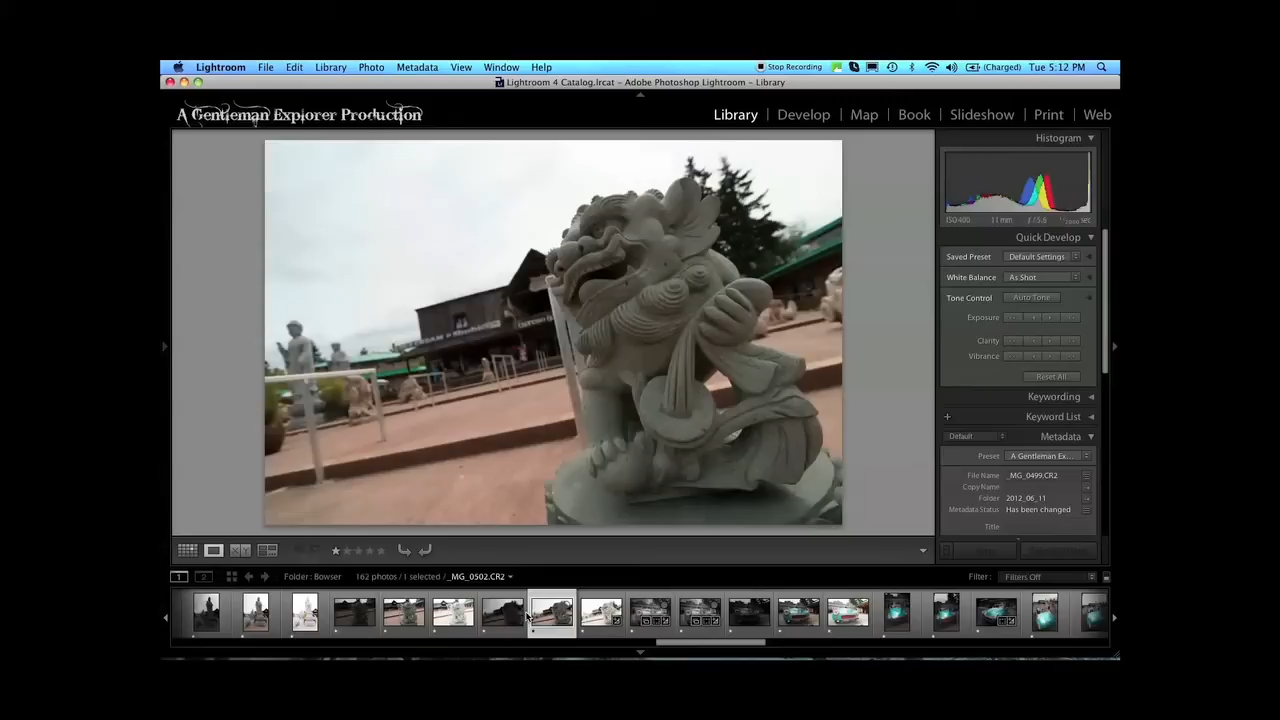 Lightroom File Edit Library Photo Metadata View Window Help Stop Recording (Charged) Tue 5:12 PM
Lightroom 4 Catalog.lrcat – Adobe Photoshop Lightroom – Library
A Gentleman Explorer Production Library | Develop | Map | Book | Slideshow | Print | Web
Histogram
ISO 400 11 mm f / 5.6
Quick Develop
Saved Preset Default Settings
White Balance As Shot
Tone Control Auto Tone
Exposure
Clarity
Vibrance
Reset All
Keywording
+ Keyword List
Default Metadata
Preset A Gentleman Ex...
File Name _MG_0499.CR2
Copy Name
Folder 2012_06_11
Metadata Status Has been changed
Title
1 2 Folder : Bowser 162 photos / 1 selected / _MG_0502.CR2 Filter : Filters Off